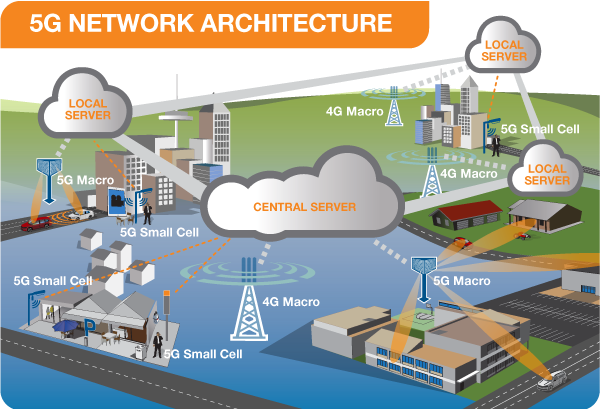 5G NETWORK ARCHITECTURE
LOCAL
SERVER
LOCAL
SERVER
4G Macro
5G Small Cell
5G Macro
4G Macro
LOCAL
SERVER
CENTRAL SERVER
5G Small Cell
5G Small Cell
4G Macro
5G Macro
5G Small Cell
P